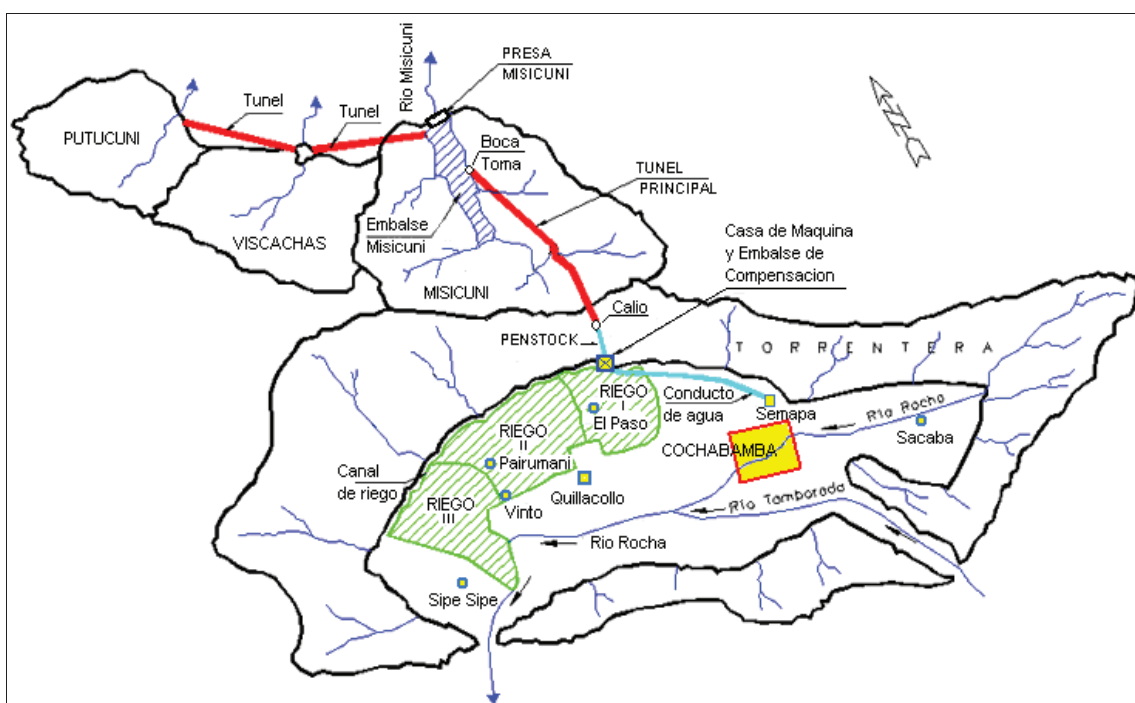 PRESA
MISICUNI
Rio Misicuni
Tunel
Tunel
PUTUCUNI
Boca
Toma
TUNEL
PRINCIPAL
Embalse
Misicuni
VISCACHAS
Casa de Maquina
y Embalse de
Compensacion
MISICUNI
Calio
PENSTOCK
TORRENTERA
RIEGO
I
El Paso
Conducto
de agua
Semapa
Rio Rocha
Sacaba
RIEGO
II
Pairumani
COCHABAMBA
Canal
de riego
Quillacollo
RIEGO
III
Vinto
Rio Tamborada
Rio Rocha
Sipe Sipe